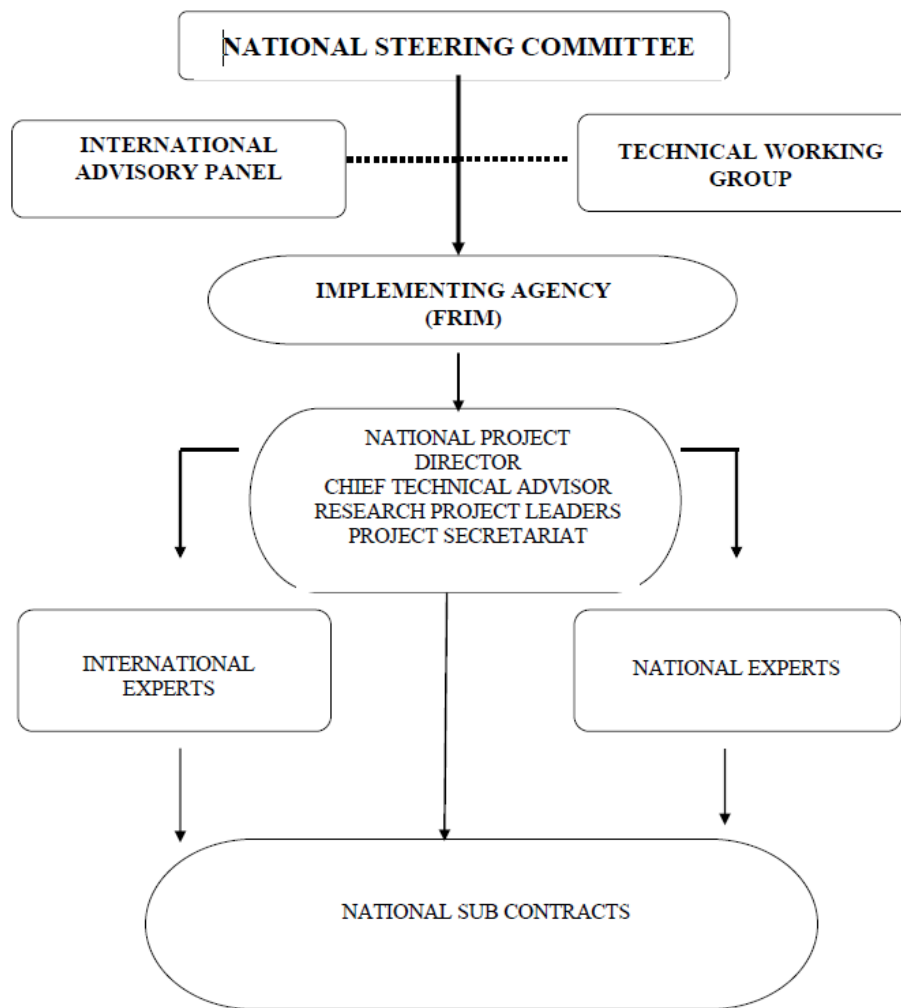 NATIONAL STEERING COMMITTEE
INTERNATIONAL
ADVISORY PANEL
TECHNICAL WORKING
GROUP
IMPLEMENTING AGENCY
(FRIM)
NATIONAL PROJECT
DIRECTOR
CHIEF TECHNICAL ADVISOR
RESEARCH PROJECT LEADERS
PROJECT SECRETARIAT
INTERNATIONAL
EXPERTS
NATIONAL EXPERTS
NATIONAL SUB CONTRACTS